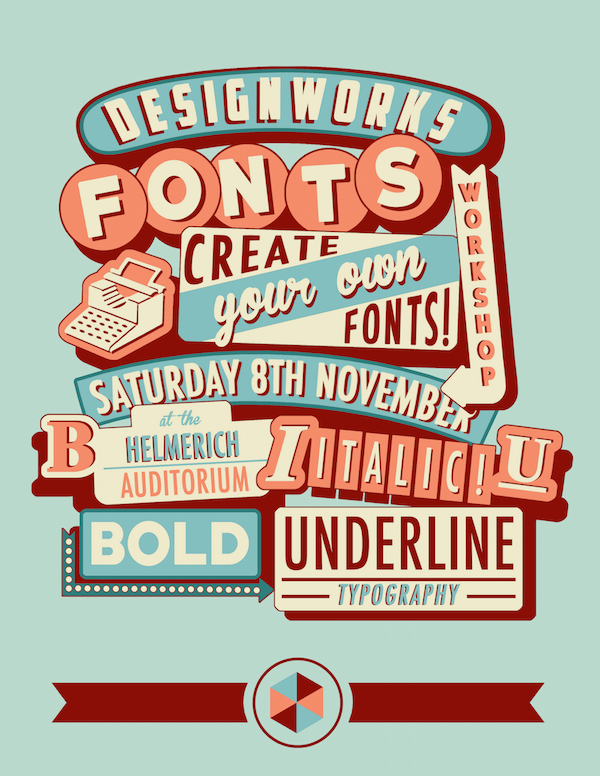 DESIGNWORKS
FONTS
WORKSHOP
CREATE
your own
FONTS!
SATURDAY 8TH NOVEMBER
B
at the
HELMERICH
AUDITORIUM
I ITALIC! U
BOLD
UNDERLINE
TYPOGRAPHY